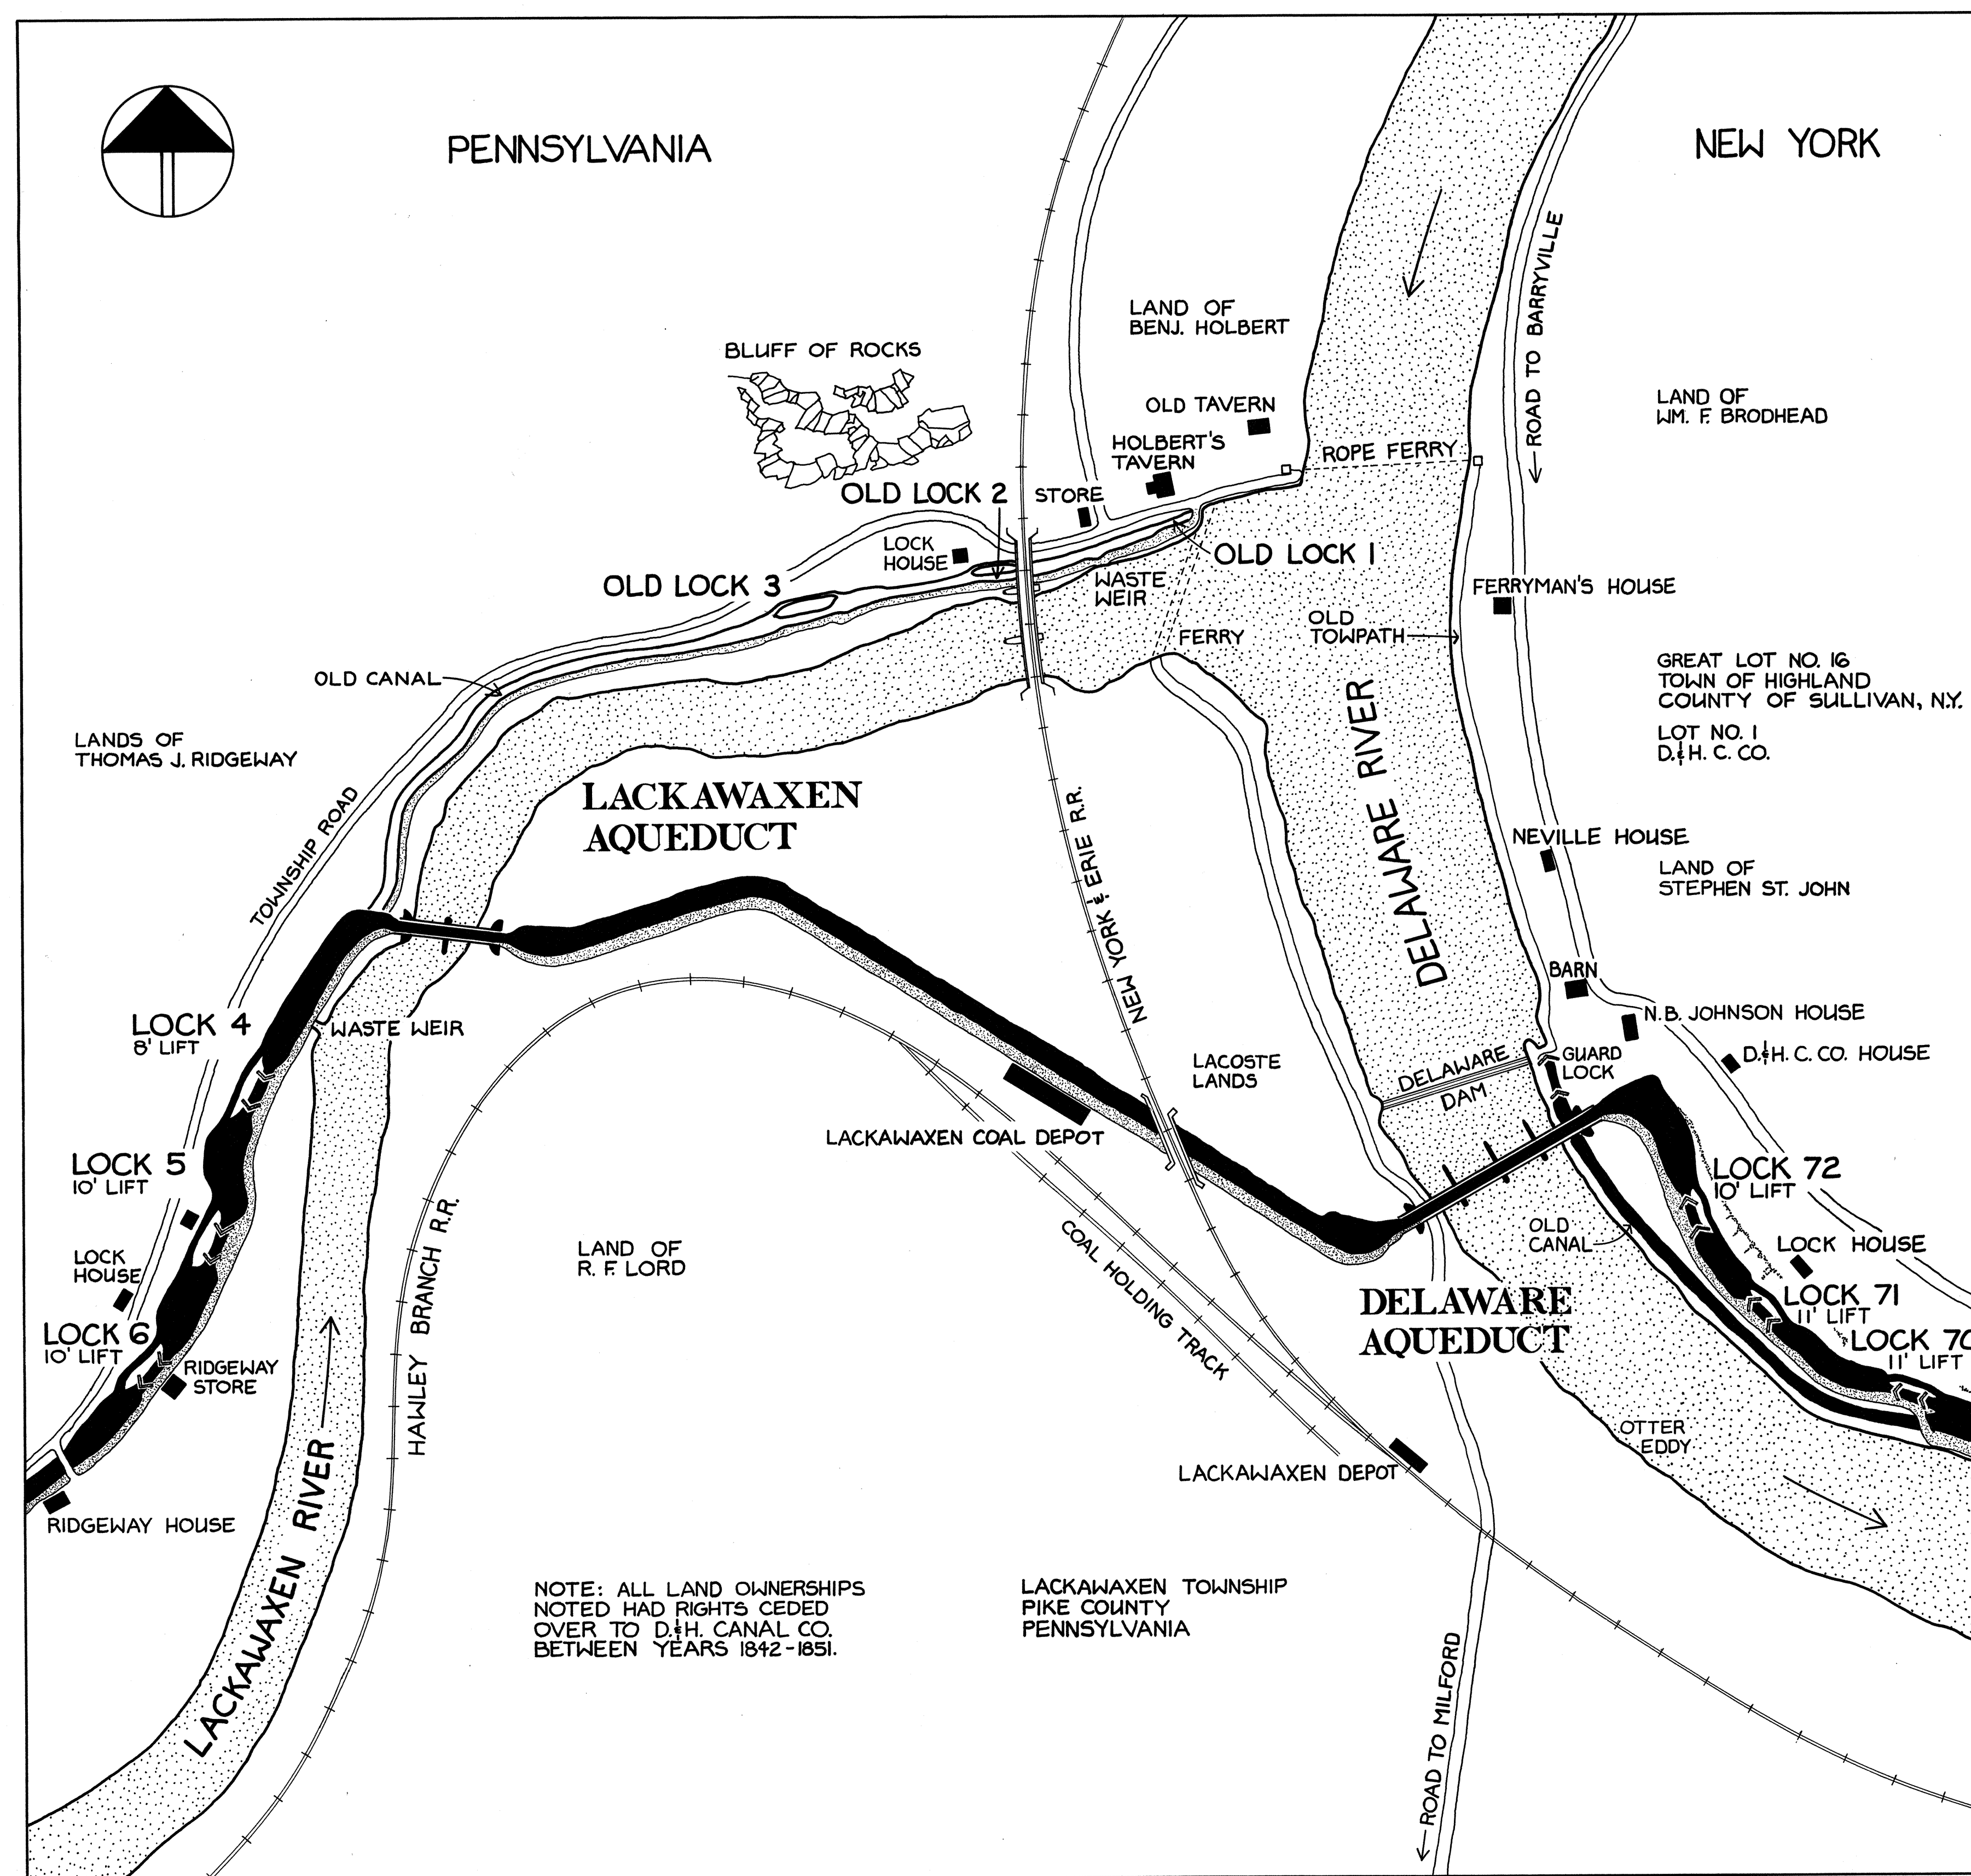 PENNSYLVANIA
NEW YORK
ROAD TO BARRYVILLE
LAND OF
BENJ. HOLBERT
BLUFF OF ROCKS
LAND OF
WM. F. BRODHEAD
OLD TAVERN
HOLBERT'S
TAVERN
ROPE FERRY
OLD LOCK 2
STORE
LOCK
HOUSE
OLD LOCK 1
OLD LOCK 3
WASTE
WEIR
FERRYMAN'S HOUSE
FERRY
OLD
TOWPATH
OLD CANAL
GREAT LOT NO. 16
TOWN OF HIGHLAND
COUNTY OF SULLIVAN, N.Y.
LOT NO. 1
D.&H. C. CO.
LANDS OF
THOMAS J. RIDGEWAY
DELAWARE RIVER
LACKAWAXEN
AQUEDUCT
TOWNSHIP ROAD
NEW YORK & ERIE R.R.
NEVILLE HOUSE
LAND OF
STEPHEN ST. JOHN
BARN
N.B. JOHNSON HOUSE
LOCK 4
8' LIFT
WASTE WEIR
D.&H. C. CO. HOUSE
GUARD
LOCK
DELAWARE
DAM
LACOSTE
LANDS
LACKAWAXEN COAL DEPOT
LOCK 5
10' LIFT
LOCK 72
10' LIFT
HAWLEY BRANCH R.R.
COAL HOLDING TRACK
OLD
CANAL
LOCK HOUSE
LOCK
HOUSE
LAND OF
R. F. LORD
LOCK 71
11' LIFT
DELAWARE
AQUEDUCT
LOCK 6
10' LIFT
LOCK 70
11' LIFT
RIDGEWAY
STORE
OTTER
EDDY
LACKAWAXEN DEPOT
RIDGEWAY HOUSE
LACKAWAXEN RIVER
NOTE: ALL LAND OWNERSHIPS
NOTED HAD RIGHTS CEDED
OVER TO D.&H. CANAL CO.
BETWEEN YEARS 1842-1851.
LACKAWAXEN TOWNSHIP
PIKE COUNTY
PENNSYLVANIA
ROAD TO MILFORD